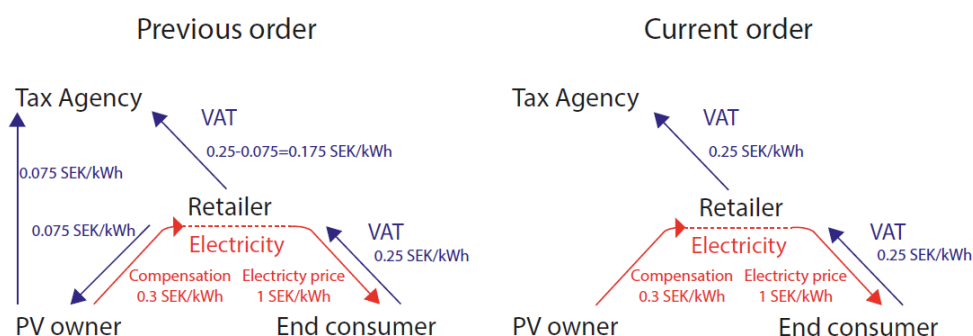 Previous order
Tax Agency
VAT
0.25-0.075=0.175 SEK/kWh
0.075 SEK/kWh
Retailer
0.075 SEK/kWh
Electricity
VAT
0.25 SEK/kWh
Compensation
0.3 SEK/kWh
Electricty price
1 SEK/kWh
PV owner
End consumer
Current order
Tax Agency
VAT
0.25 SEK/kWh
Retailer
Electricity
VAT
0.25 SEK/kWh
Compensation
0.3 SEK/kWh
Electricty price
1 SEK/kWh
PV owner
End consumer